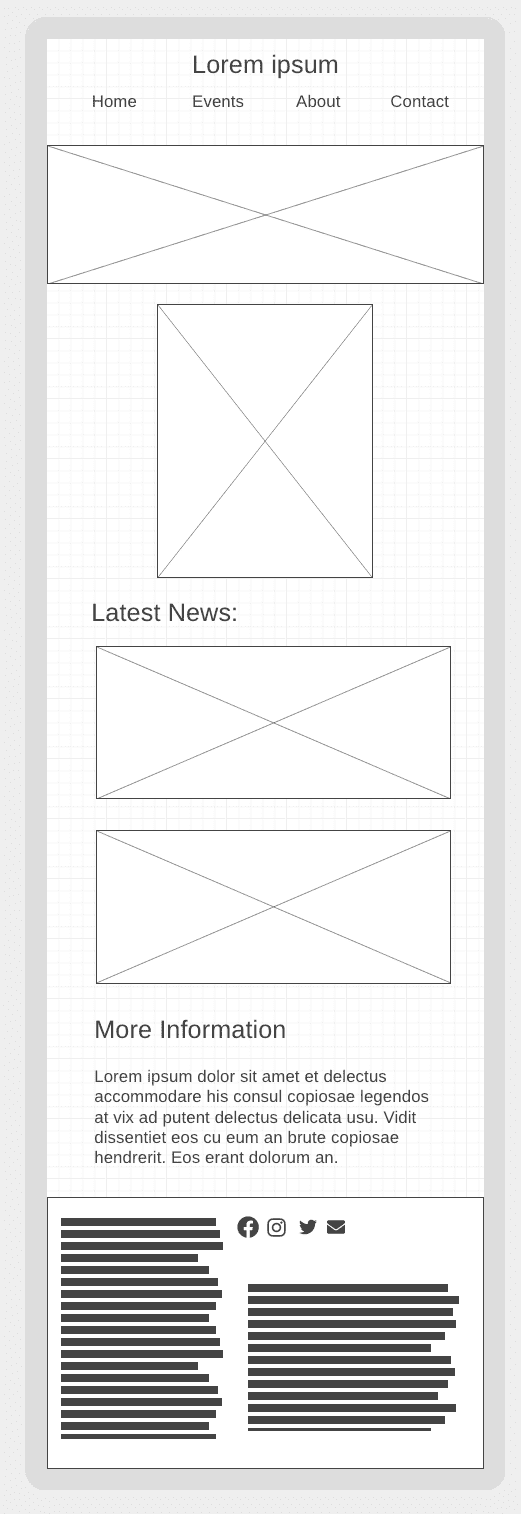 Lorem ipsum
Home Events About Contact
Latest News:
More Information
Lorem ipsum dolor sit amet et delectus
accommodare his consul copiosae legendos
at vix ad putent delectus delicata usu. Vidit
dissentiet eos cu eum an brute copiosae
hendrerit. Eos erant dolorum an.